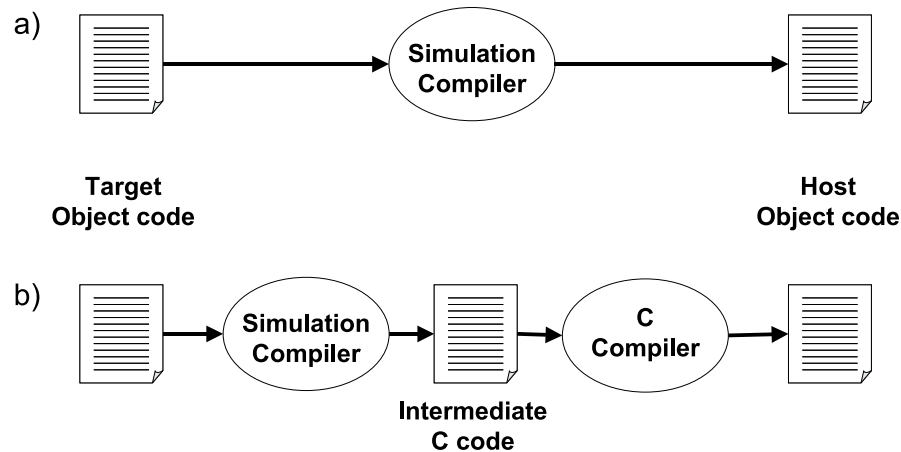 a)
Simulation
Compiler
Target
Object code
Host
Object code
b)
Simulation
Compiler
C
Compiler
Intermediate
C code